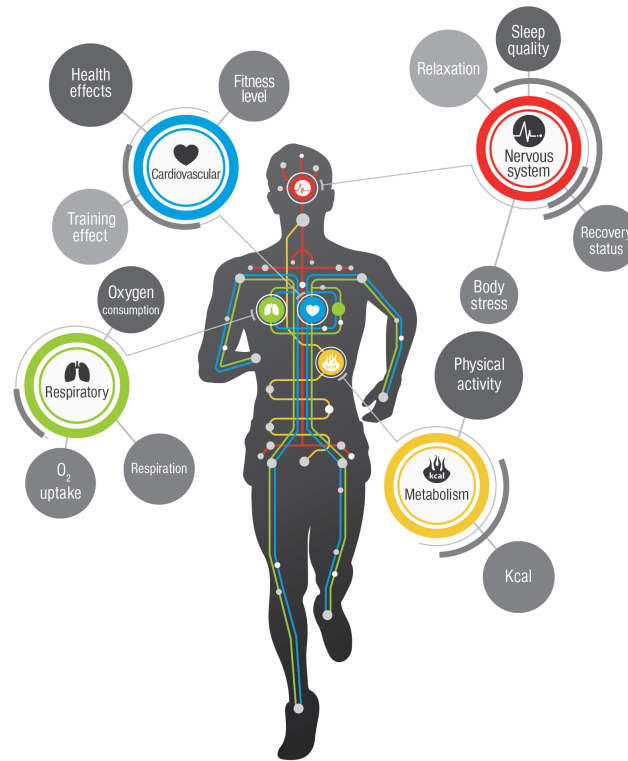 Health
effects
Fitness
level
Cardiovascular
Training
effect
Sleep
quality
Relaxation
Nervous
system
Recovery
status
Body
stress
Oxygen
consumption
Respiratory
O₂
uptake
Respiration
Physical
activity
kcal
Metabolism
Kcal
kcal